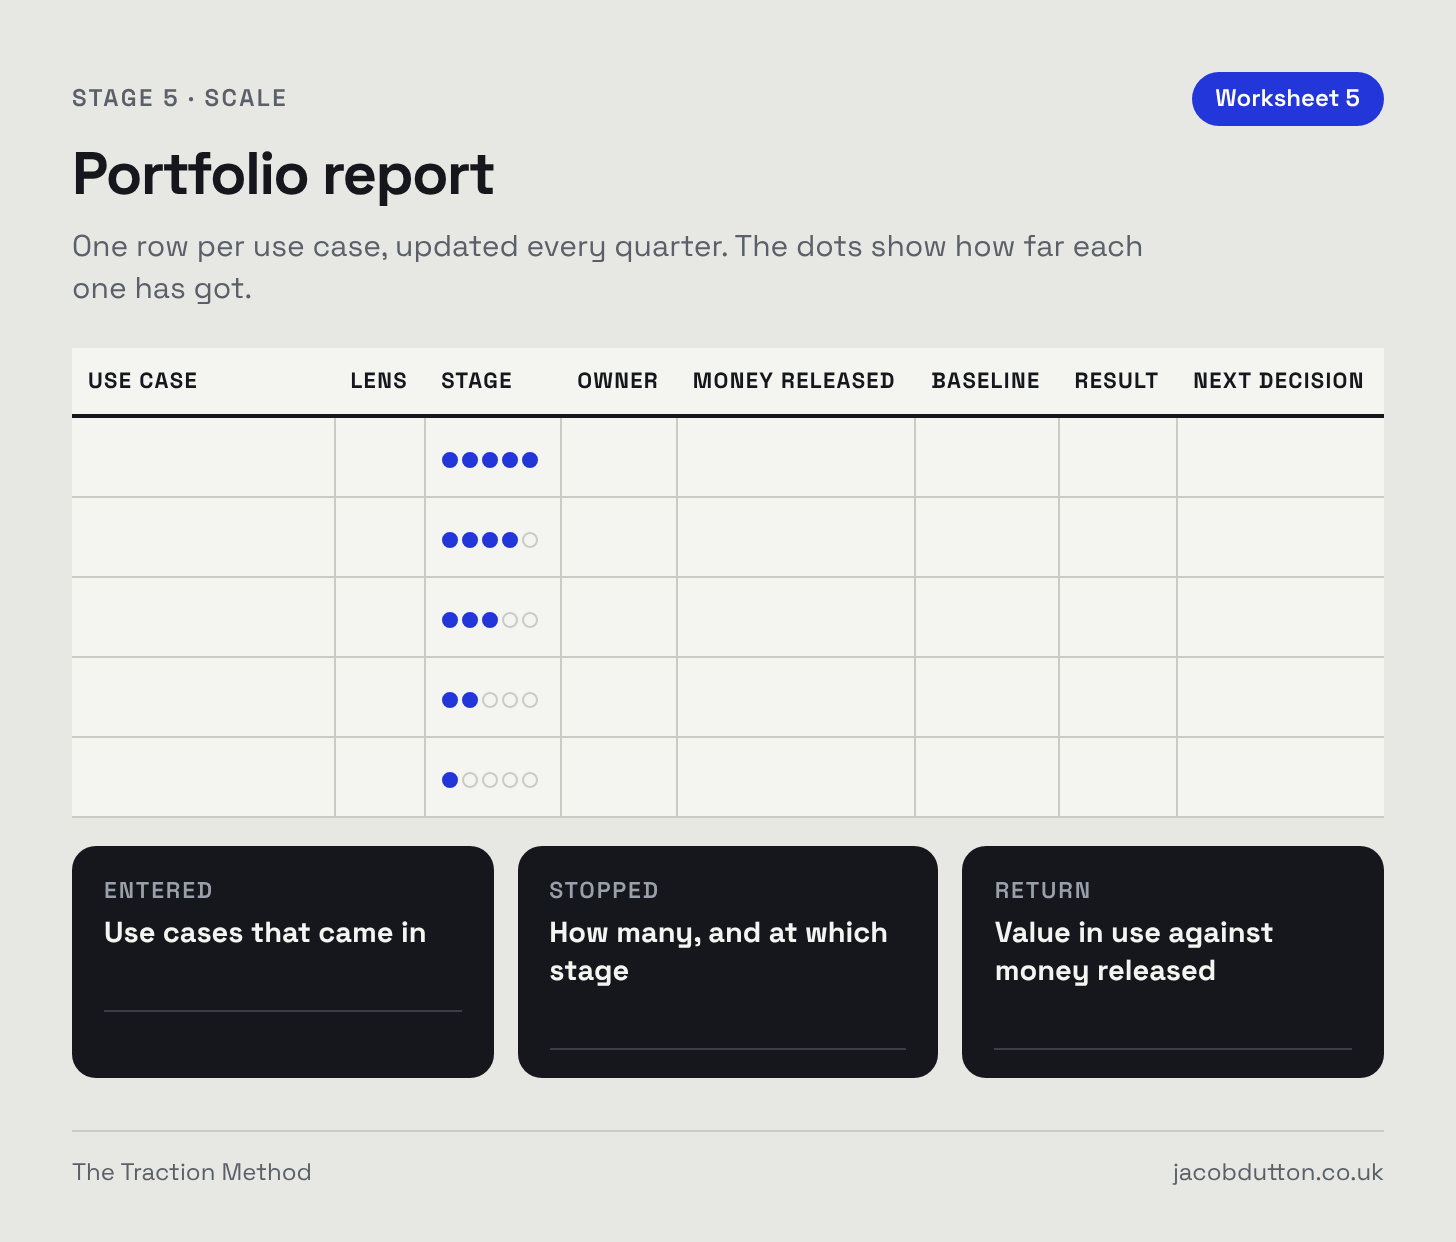 STAGE 5 · SCALE
Worksheet 5
Portfolio report
One row per use case, updated every quarter. The dots show how far each
one has got.
USE CASE LENS STAGE OWNER MONEY RELEASED BASELINE RESULT NEXT DECISION
ENTERED
Use cases that came in
STOPPED
How many, and at which
stage
RETURN
Value in use against
money released
The Traction Method
jacobdutton.co.uk